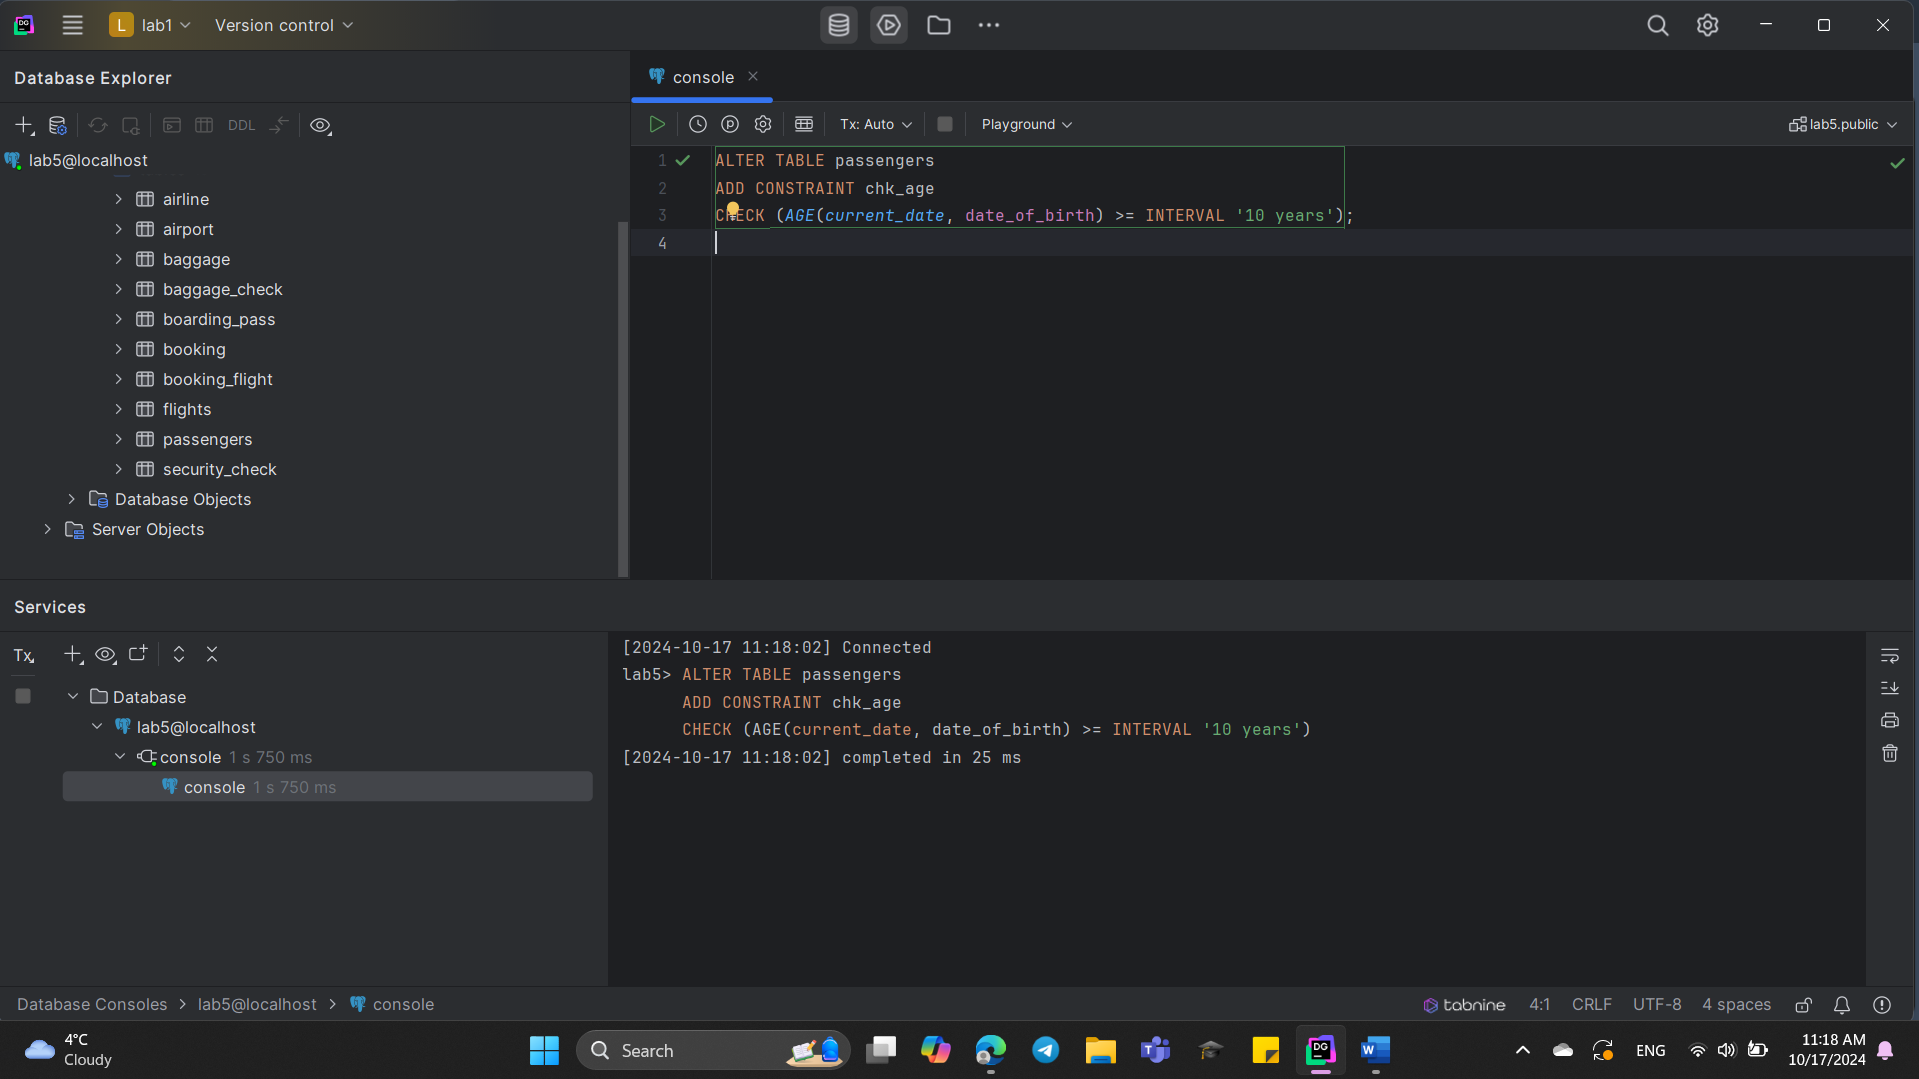 L lab1 Version control
Database Explorer
console
DDL
Tx: Auto Playground lab5.public
lab5@localhost
airline
airport
baggage
baggage_check
boarding_pass
booking
booking_flight
flights
passengers
security_check
Database Objects
Server Objects
1 ALTER TABLE passengers
2 ADD CONSTRAINT chk_age
3 CHECK (AGE(current_date, date_of_birth) >= INTERVAL '10 years');
4
Services
Tx
Database
lab5@localhost
console 1 s 750 ms
console 1 s 750 ms
[2024-10-17 11:18:02] Connected
lab5> ALTER TABLE passengers
ADD CONSTRAINT chk_age
CHECK (AGE(current_date, date_of_birth) >= INTERVAL '10 years')
[2024-10-17 11:18:02] completed in 25 ms
Database Consoles > lab5@localhost > console
tabnine 4:1 CRLF UTF-8 4 spaces
4°C
Cloudy
Search
ENG
11:18 AM
10/17/2024